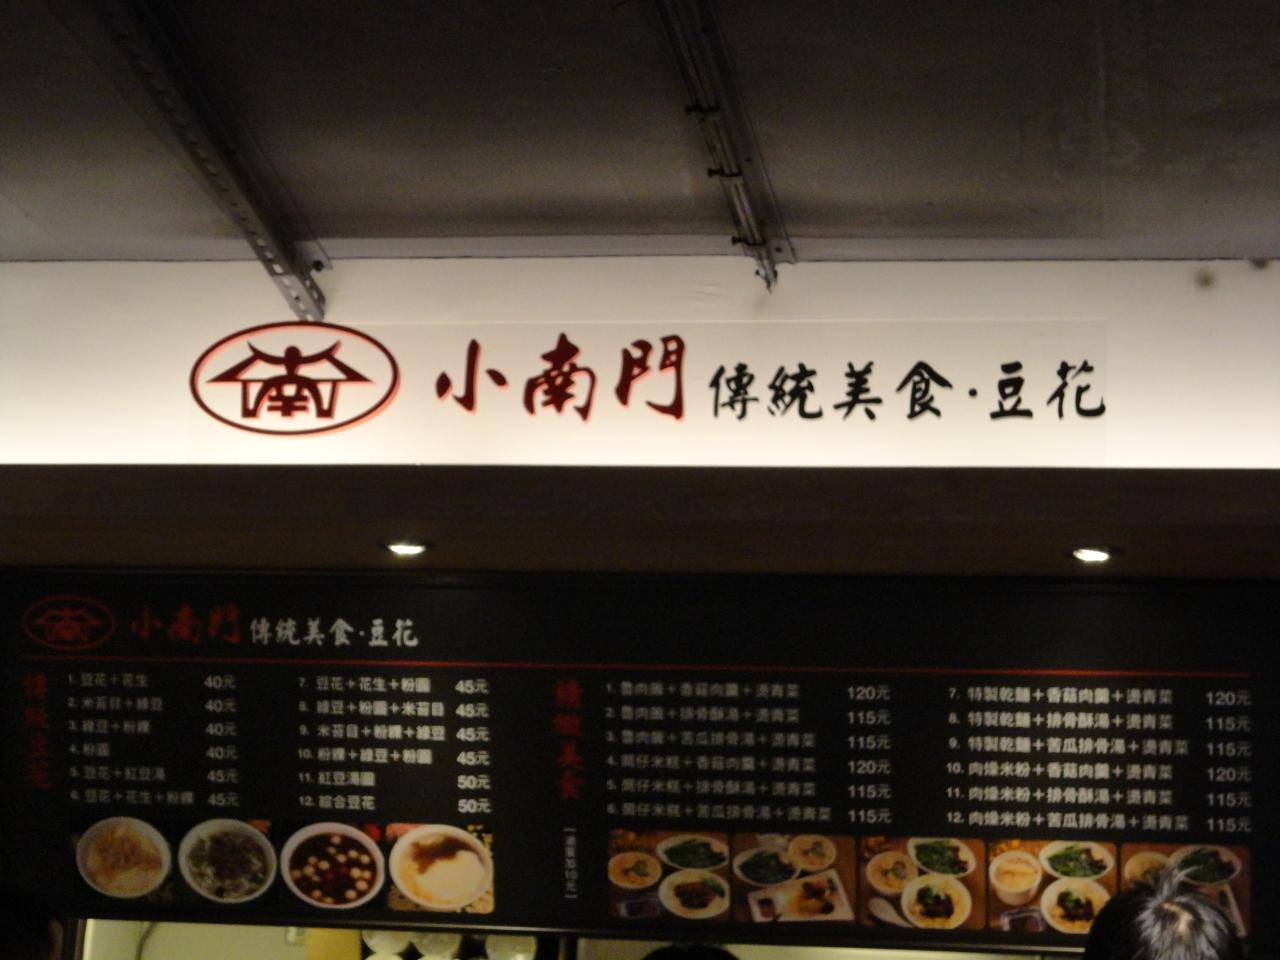 南 小南門 傳統美食·豆花
小南門 傳統美食·豆花
1. 豆花+花生 40元
2. 米苔目+綠豆 40元
3. 綠豆+粉粿 40元
4. 粉圓 40元
5. 豆花+紅豆湯 45元
6. 豆花+花生+粉粿 45元
7. 豆花+花生+粉圓 45元
8. 綠豆+粉圓+米苔目 45元
9. 米苔目+粉粿+綠豆 45元
10. 粉粿+綠豆+粉圓 45元
11. 紅豆湯圓 50元
12. 綜合豆花 50元
1. 魯肉飯+香菇肉羹+燙青菜 120元
2. 魯肉飯+排骨酥湯+燙青菜 115元
3. 魯肉飯+苦瓜排骨湯+燙青菜 115元
4. 筒仔米糕+香菇肉羹+燙青菜 120元
5. 筒仔米糕+排骨酥湯+燙青菜 115元
6. 筒仔米糕+苦瓜排骨湯+燙青菜 115元
7. 特製乾麵+香菇肉羹+燙青菜 120元
8. 特製乾麵+排骨酥湯+燙青菜 115元
9. 特製乾麵+苦瓜排骨湯+燙青菜 115元
10. 肉燥米粉+香菇肉羹+燙青菜 120元
11. 肉燥米粉+排骨酥湯+燙青菜 115元
12. 肉燥米粉+苦瓜排骨湯+燙青菜 115元